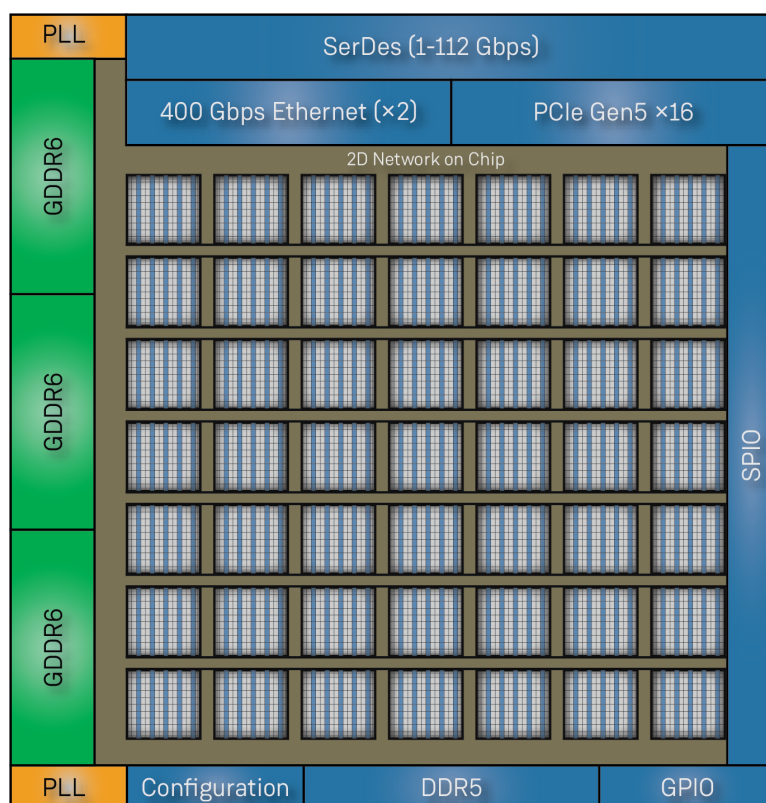 PLL
SerDes (1-112 Gbps)
400 Gbps Ethernet (×2)
PCIe Gen5 ×16
2D Network on Chip
GDDR6
GDDR6
GDDR6
SPIO
PLL
Configuration
DDR5
GPIO